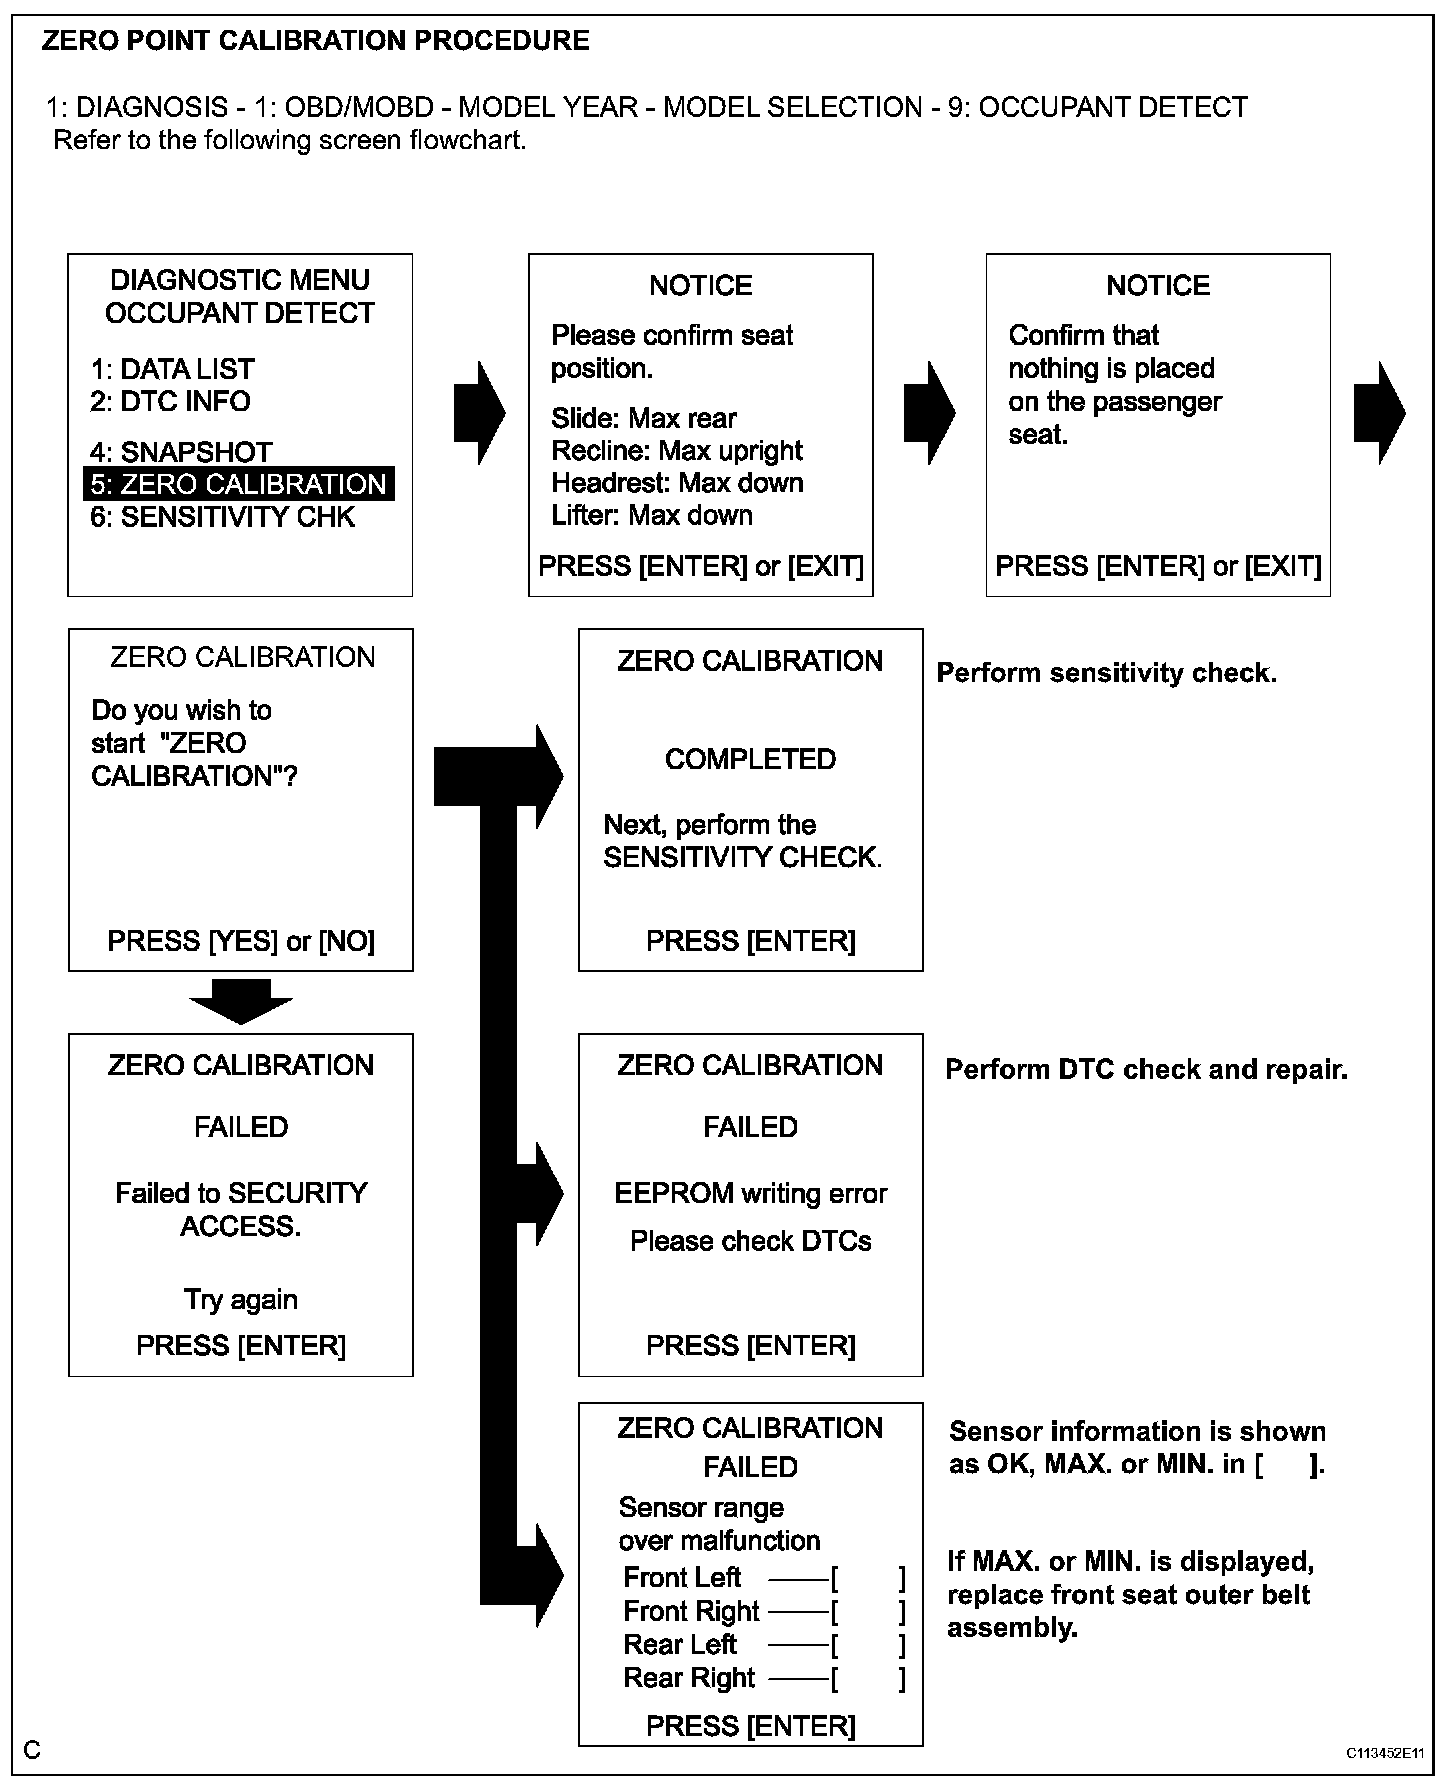 ZERO POINT CALIBRATION PROCEDURE
1: DIAGNOSIS - 1: OBD/MOBD - MODEL YEAR - MODEL SELECTION - 9: OCCUPANT DETECT
Refer to the following screen flowchart.
DIAGNOSTIC MENU
OCCUPANT DETECT
1: DATA LIST
2: DTC INFO
4: SNAPSHOT
5: ZERO CALIBRATION
6: SENSITIVITY CHK
NOTICE
Please confirm seat
position.
Slide: Max rear
Recline: Max upright
Headrest: Max down
Lifter: Max down
PRESS [ENTER] or [EXIT]
NOTICE
Confirm that
nothing is placed
on the passenger
seat.
PRESS [ENTER] or [EXIT]
ZERO CALIBRATION
Do you wish to
start "ZERO
CALIBRATION"?
PRESS [YES] or [NO]
ZERO CALIBRATION
COMPLETED
Next, perform the
SENSITIVITY CHECK.
PRESS [ENTER]
Perform sensitivity check.
ZERO CALIBRATION
FAILED
Failed to SECURITY
ACCESS.
Try again
PRESS [ENTER]
ZERO CALIBRATION
FAILED
EEPROM writing error
Please check DTCs
PRESS [ENTER]
Perform DTC check and repair.
ZERO CALIBRATION
FAILED
Sensor range
over malfunction
Front Left ——[ ]
Front Right ——[ ]
Rear Left ——[ ]
Rear Right ——[ ]
PRESS [ENTER]
Sensor information is shown
as OK, MAX. or MIN. in [ ].
If MAX. or MIN. is displayed,
replace front seat outer belt
assembly.
C
C113452E11